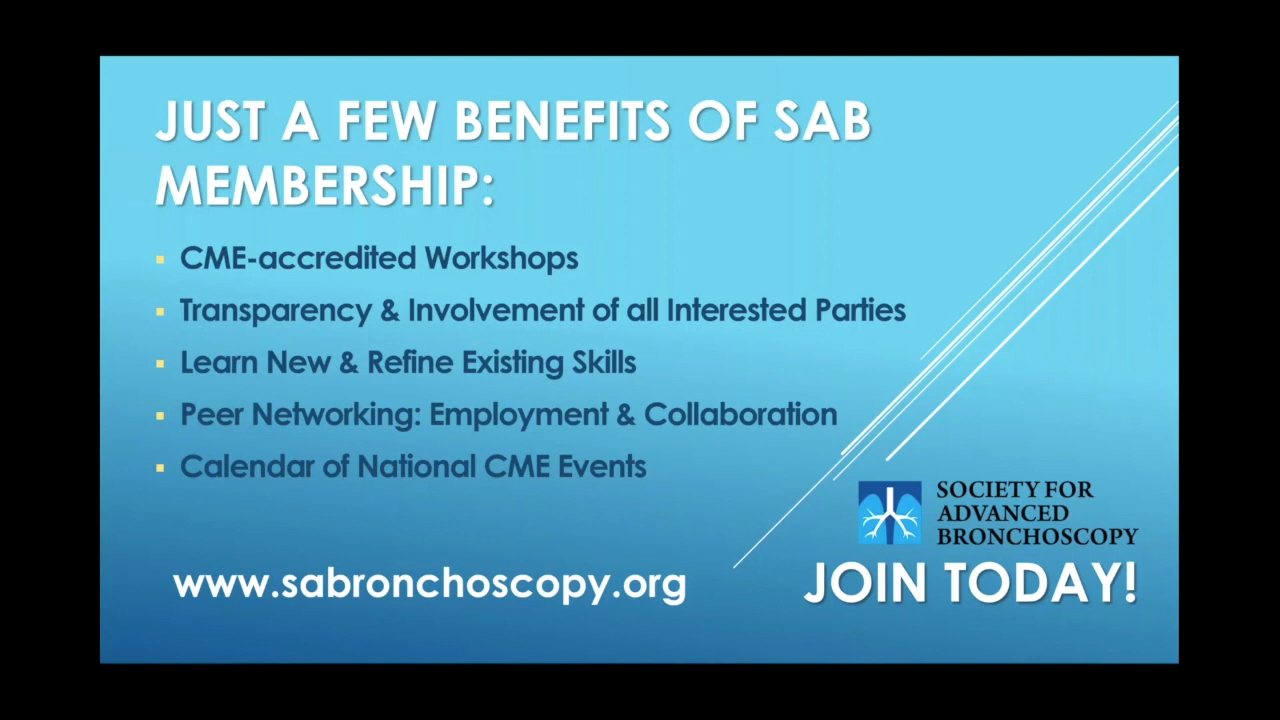 JUST A FEW BENEFITS OF SAB
MEMBERSHIP:
CME-accredited Workshops
Transparency & Involvement of all Interested Parties
Learn New & Refine Existing Skills
Peer Networking: Employment & Collaboration
Calendar of National CME Events
SOCIETY FOR
ADVANCED
BRONCHOSCOPY
www.sabronchoscopy.org
JOIN TODAY!